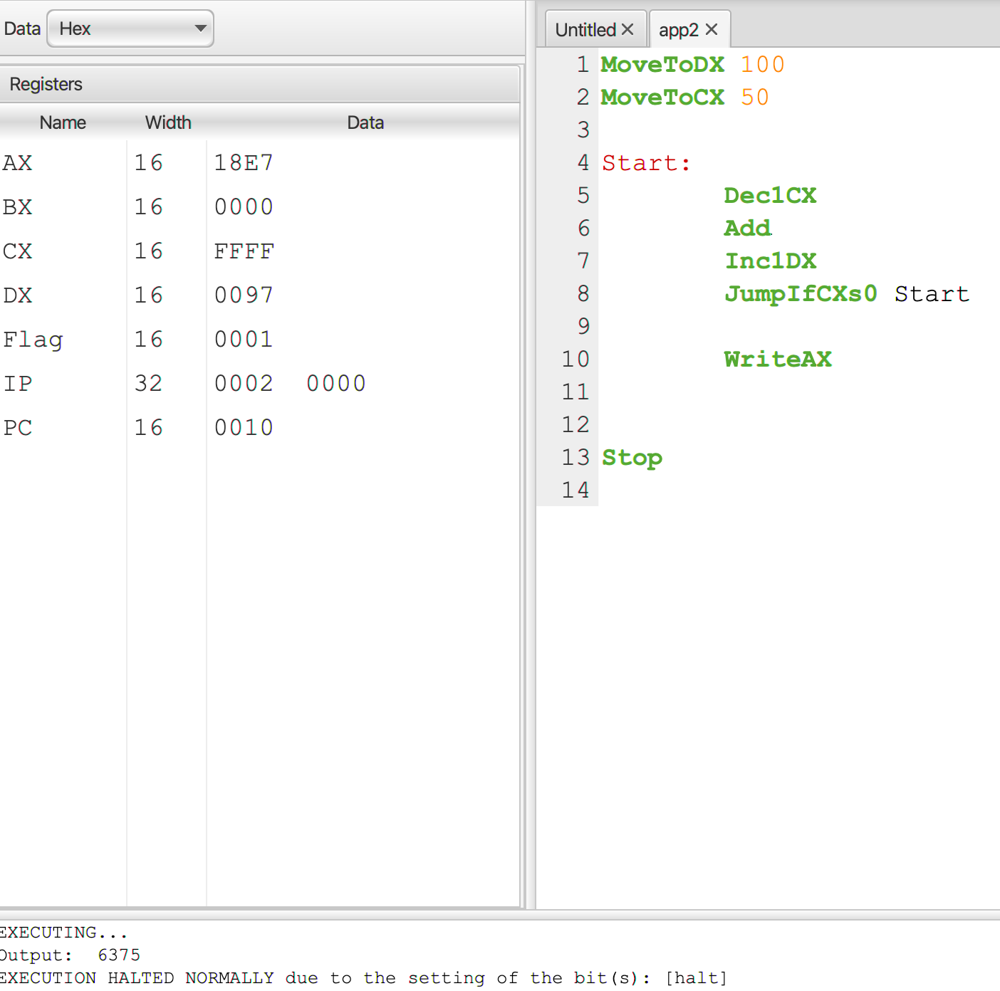 Data Hex
Registers
Name Width Data
AX 16 18E7
BX 16 0000
CX 16 FFFF
DX 16 0097
Flag 16 0001
IP 32 0002 0000
PC 16 0010
Untitled × app2 ×
1 MoveToDX 100
2 MoveToCX 50
3
4 Start:
5 Dec1CX
6 Add
7 Inc1DX
8 JumpIfCXs0 Start
9
10 WriteAX
11
12
13 Stop
14
EXECUTING...
Output: 6375
EXECUTION HALTED NORMALLY due to the setting of the bit(s): [halt]